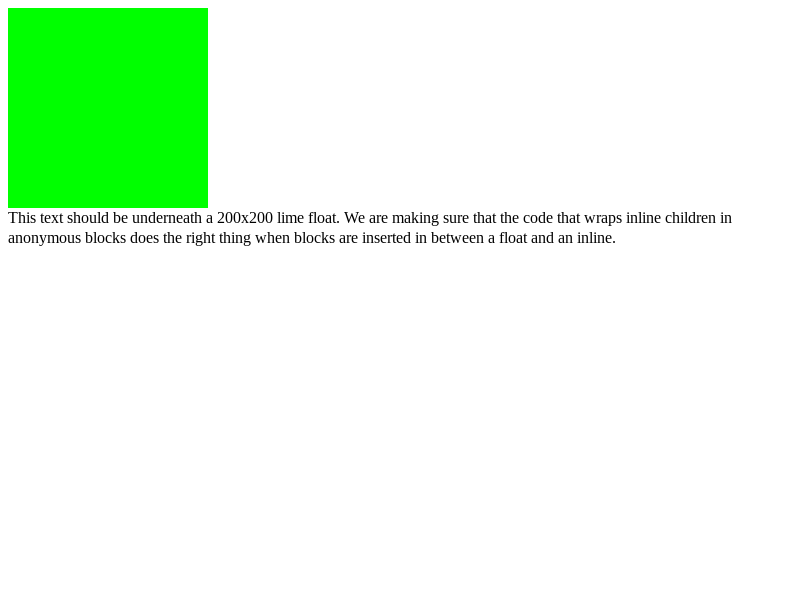 This text should be underneath a 200x200 lime float. We are making sure that the code that wraps inline children in
anonymous blocks does the right thing when blocks are inserted in between a float and an inline.